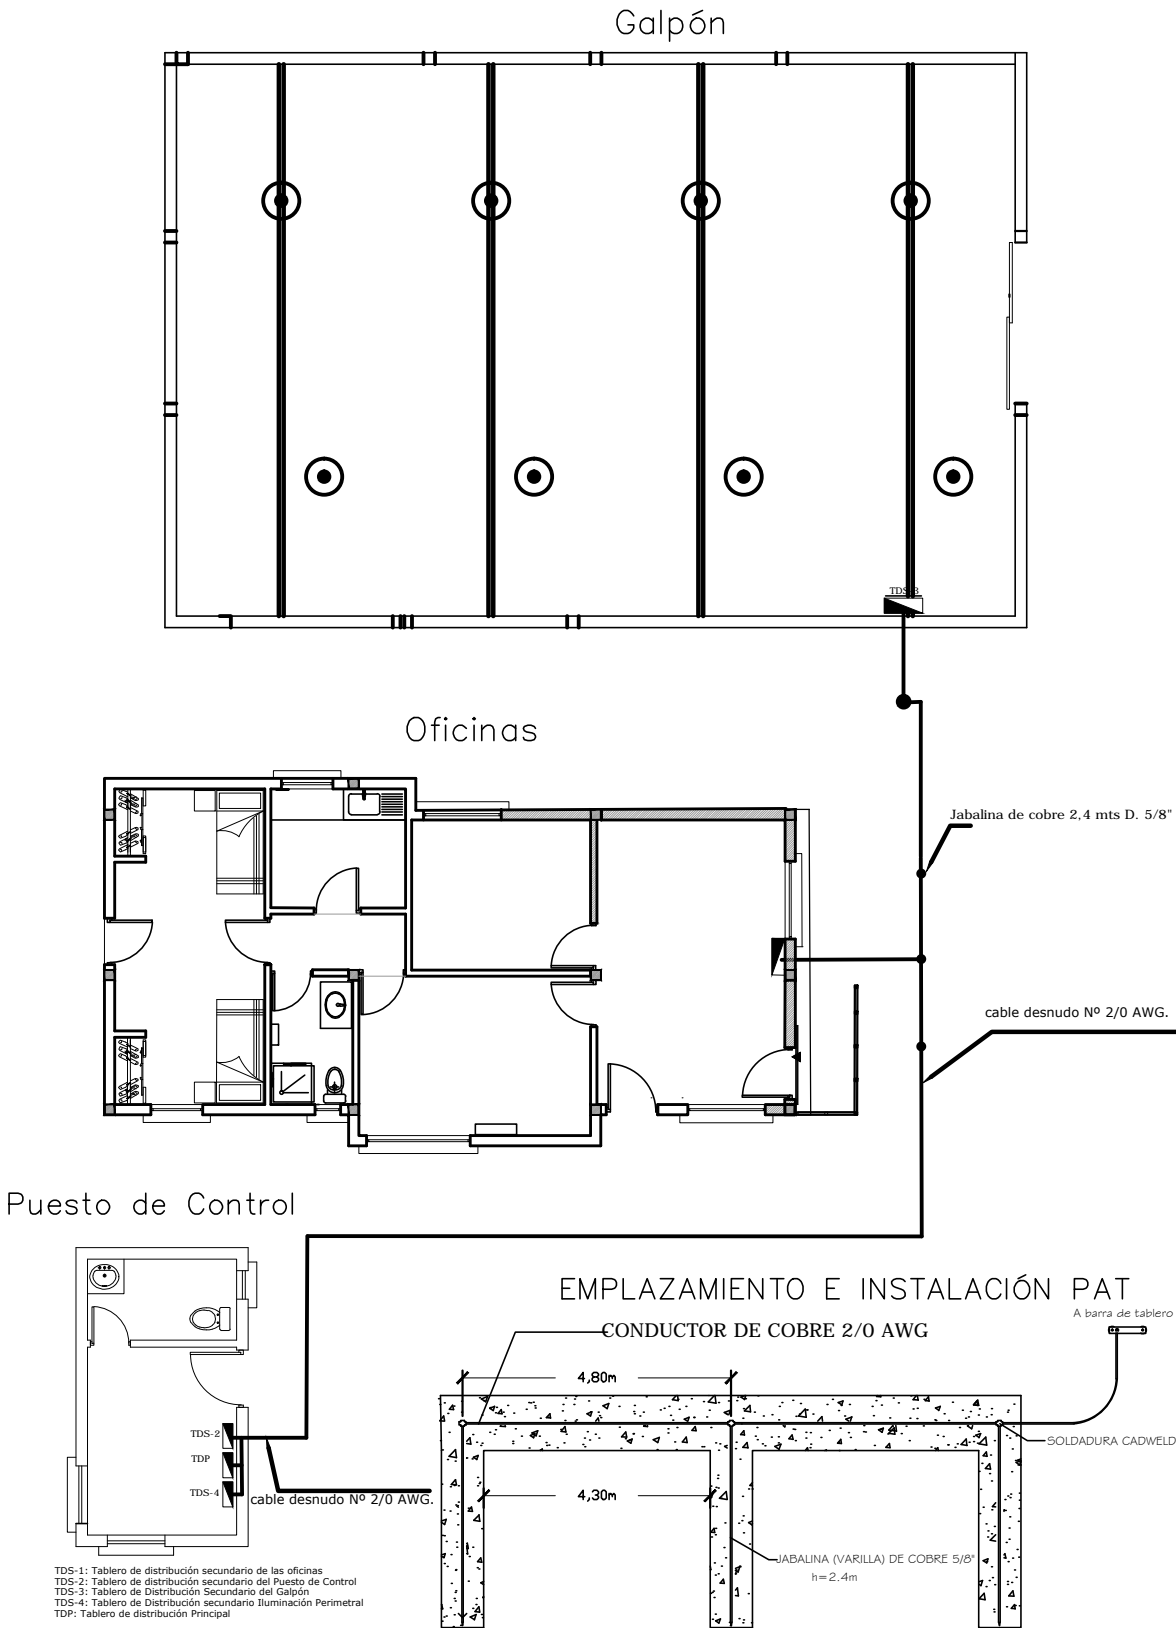 Galpón
TDS-3
Oficinas
Jabalina de cobre 2,4 mts D. 5/8"
cable desnudo Nº 2/0 AWG.
Puesto de Control
EMPLAZAMIENTO E INSTALACIÓN PAT
A barra de tablero
CONDUCTOR DE COBRE 2/0 AWG
4,80m
TDS-2
SOLDADURA CADWELD
TDP
TDS-4
cable desnudo Nº 2/0 AWG.
4,30m
JABALINA (VARILLA) DE COBRE 5/8"
h=2.4m
TDS-1: Tablero de distribución secundario de las oficinas
TDS-2: Tablero de distribución secundario del Puesto de Control
TDS-3: Tablero de Distribución Secundario del Galpón
TDS-4: Tablero de Distribución secundario Iluminación Perimetral
TDP: Tablero de distribución Principal